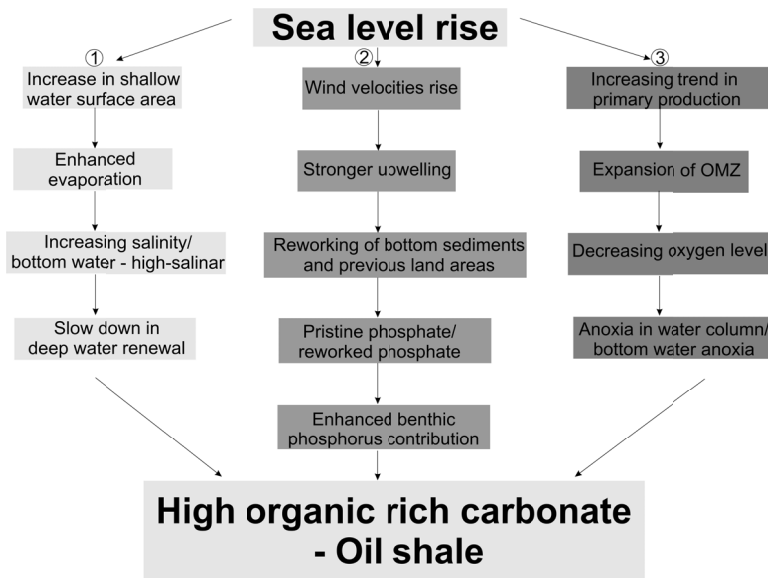 Sea level rise
1
Increase in shallow
water surface area
Enhanced
evaporation
Increasing salinity/
bottom water - high-salinar
Slow down in
deep water renewal
2
Wind velocities rise
Stronger upwelling
Reworking of bottom sediments
and previous land areas
Pristine phosphate/
reworked phosphate
Enhanced benthic
phosphorus contribution
3
Increasing trend in
primary production
Expansion of OMZ
Decreasing oxygen level
Anoxia in water column/
bottom water anoxia
High organic rich carbonate
- Oil shale